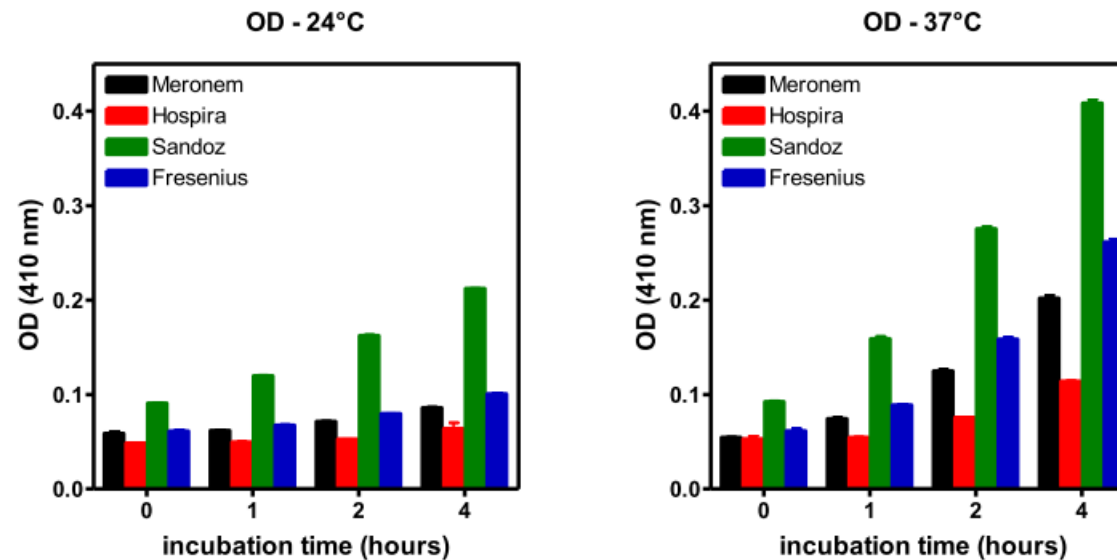 OD - 24°C
OD (410 nm)
0.4
0.3
0.2
0.1
0.0
Meronem
Hospira
Sandoz
Fresenius
0 1 2 4
incubation time (hours)
OD - 37°C
OD (410 nm)
0.4
0.3
0.2
0.1
0.0
Meronem
Hospira
Sandoz
Fresenius
0 1 2 4
incubation time (hours)